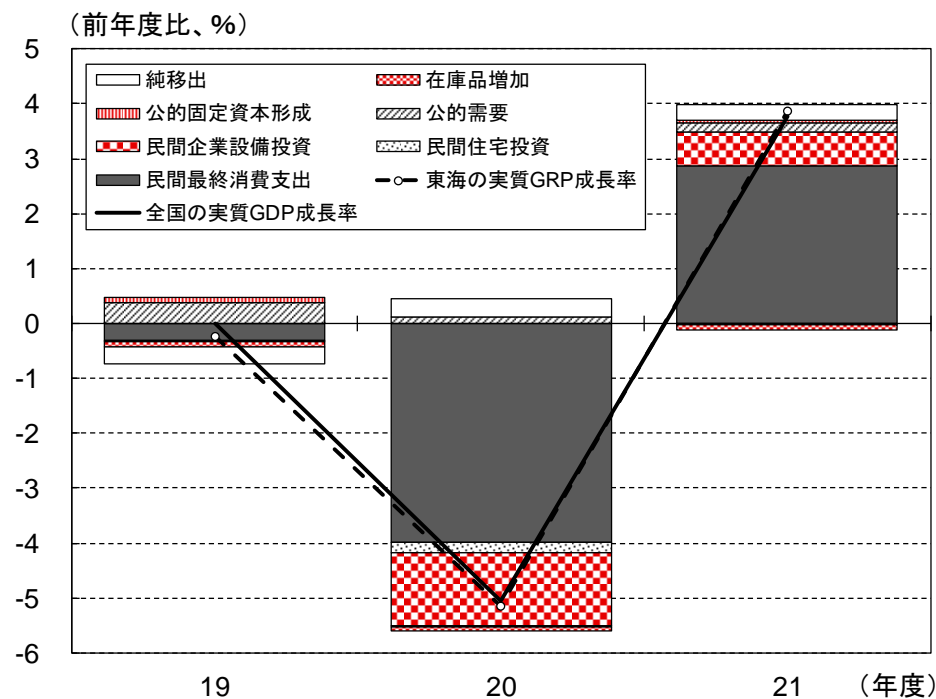 （前年度比、%）
5
4
3
2
1
0
-1
-2
-3
-4
-5
-6
純移出 在庫品増加
公的固定資本形成 公的需要
民間企業設備投資 民間住宅投資
民間最終消費支出 東海の実質GRP成長率
全国の実質GDP成長率
19 20 21 （年度）